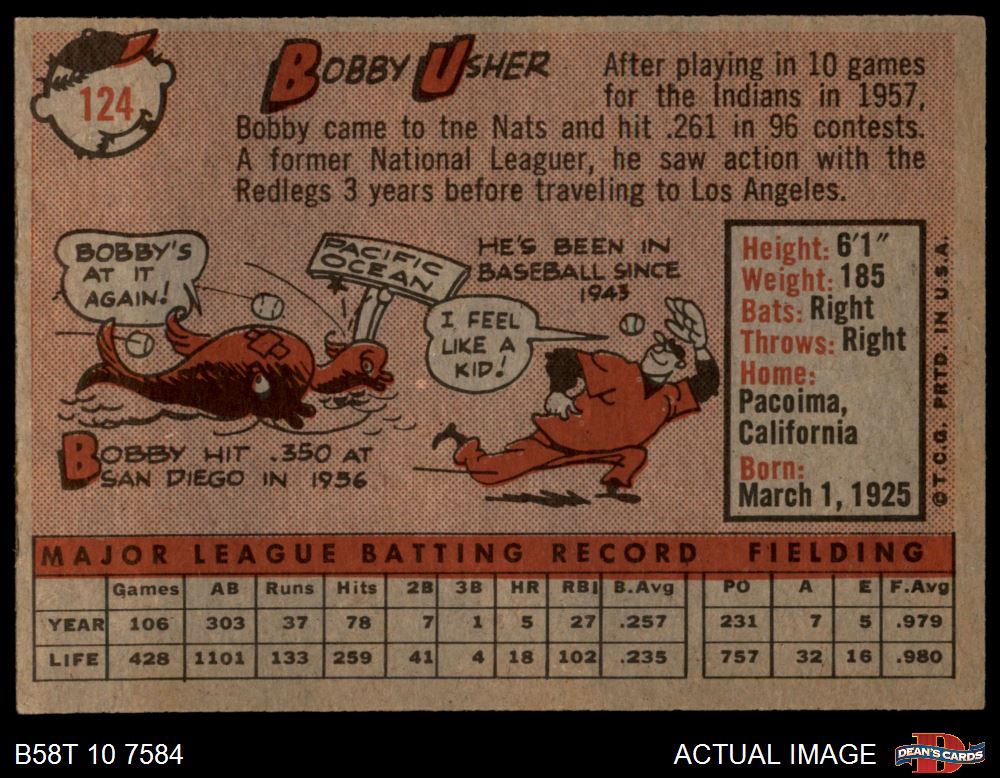 124
BOBBY USHER
After playing in 10 games
for the Indians in 1957,
Bobby came to tne Nats and hit .261 in 96 contests.
A former National Leaguer, he saw action with the
Redlegs 3 years before traveling to Los Angeles.
BOBBY'S
AT IT
AGAIN!
PACIFIC
OCEAN
BOBBY HIT .350 AT
SAN DIEGO IN 1956
HE'S BEEN IN
BASEBALL SINCE
1943
I FEEL
LIKE A
KID!
Height: 6'1"
Weight: 185
Bats: Right
Throws: Right
Home:
Pacoima,
California
Born:
March 1, 1925
©T.C.G. PRTD. IN U.S.A.
MAJOR LEAGUE BATTING RECORD FIELDING
Games AB Runs Hits 2B 3B HR RBI B.Avg PO A E F.Avg
YEAR 106 303 37 78 7 1 5 27 .257 231 7 5 .979
LIFE 428 1101 133 259 41 4 18 102 .235 757 32 16 .980
B58T 10 7584
ACTUAL IMAGE
D
DEAN'S CARDS